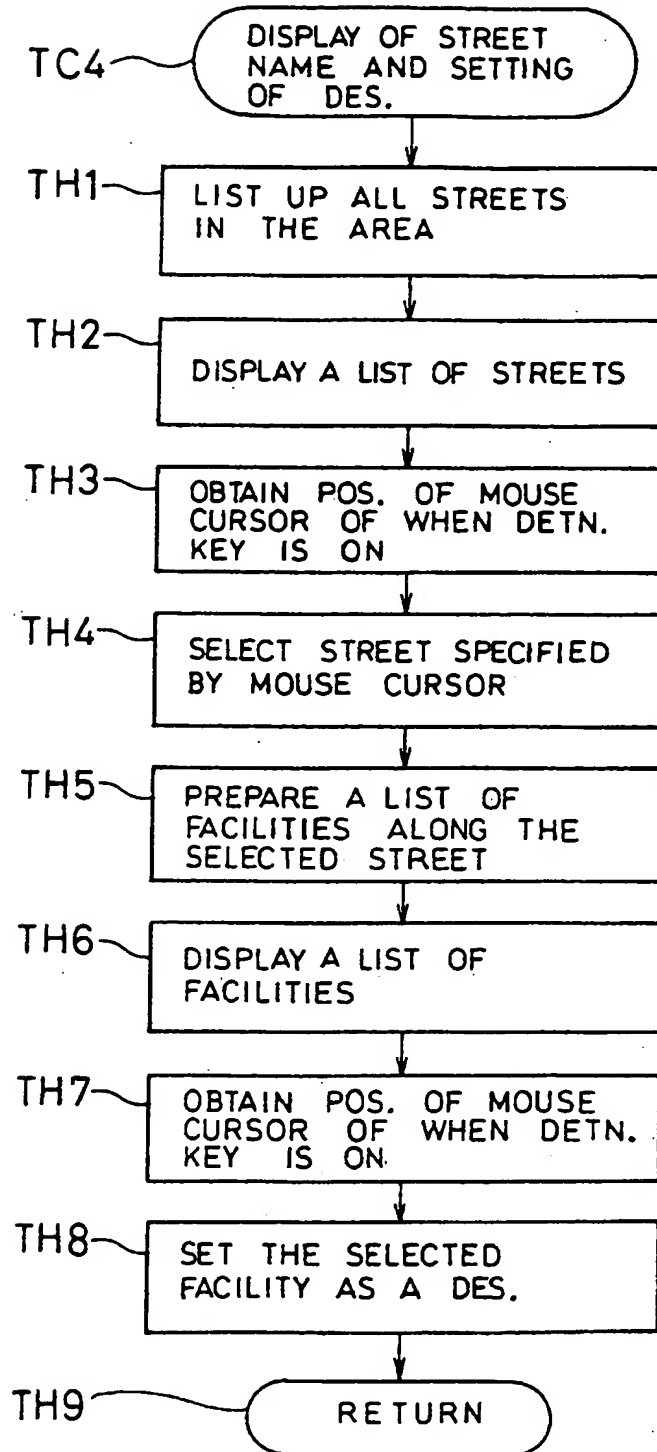 TC4
DISPLAY OF STREET
NAME AND SETTING
OF DES.
TH1
LIST UP ALL STREETS
IN THE AREA
TH2
DISPLAY A LIST OF STREETS
TH3
OBTAIN POS. OF MOUSE
CURSOR OF WHEN DETN.
KEY IS ON
TH4
SELECT STREET SPECIFIED
BY MOUSE CURSOR
TH5
PREPARE A LIST OF
FACILITIES ALONG THE
SELECTED STREET
TH6
DISPLAY A LIST OF
FACILITIES
TH7
OBTAIN POS. OF MOUSE
CURSOR OF WHEN DETN.
KEY IS ON
TH8
SET THE SELECTED
FACILITY AS A DES.
TH9
RETURN